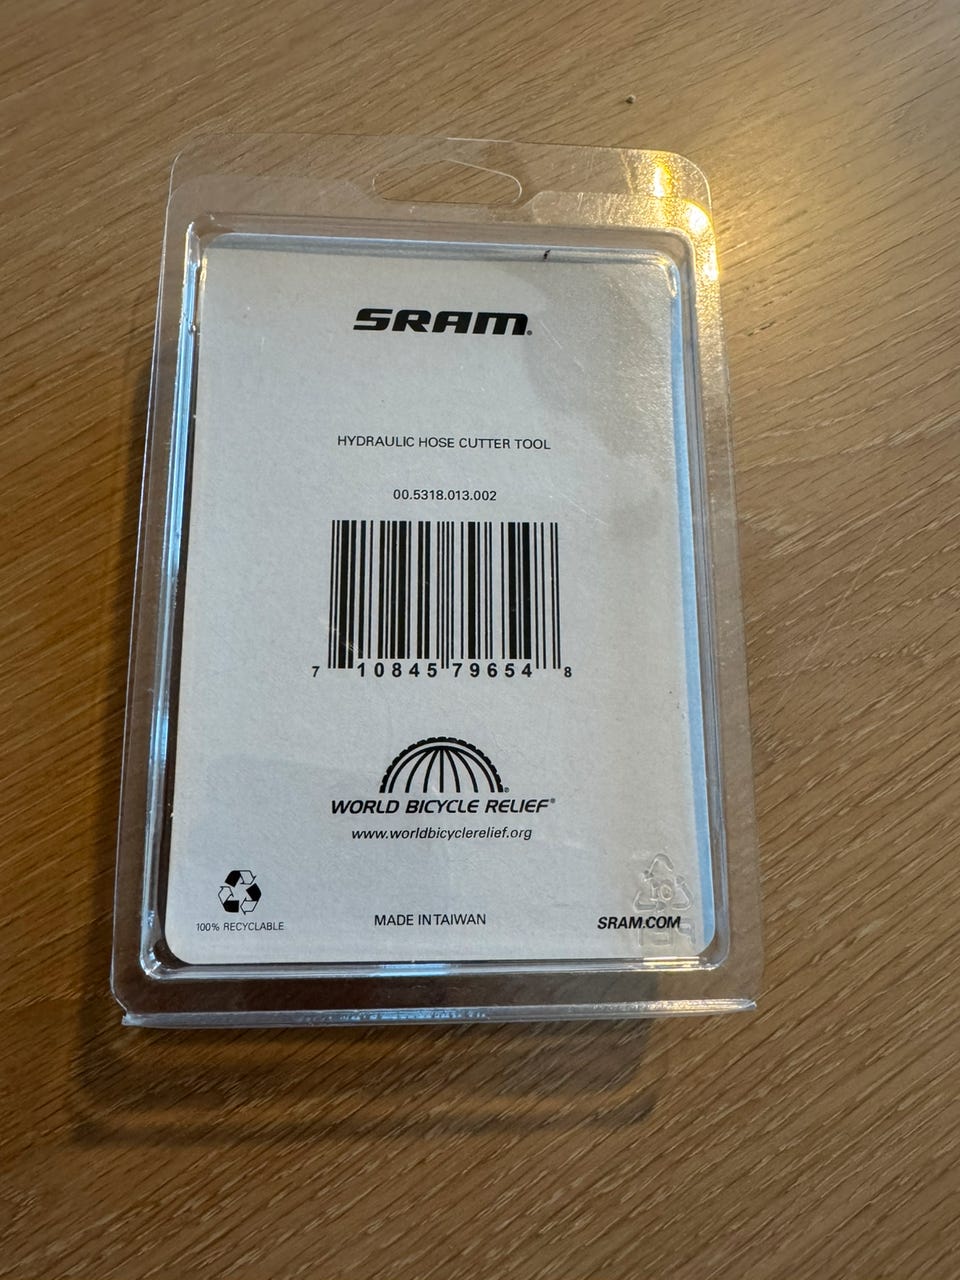 SRAM®
HYDRAULIC HOSE CUTTER TOOL
00.5318.013.002
7 10845 79654 8
WORLD BICYCLE RELIEF®
www.worldbicyclerelief.org
100% RECYCLABLE
MADE IN TAIWAN
SRAM.COM